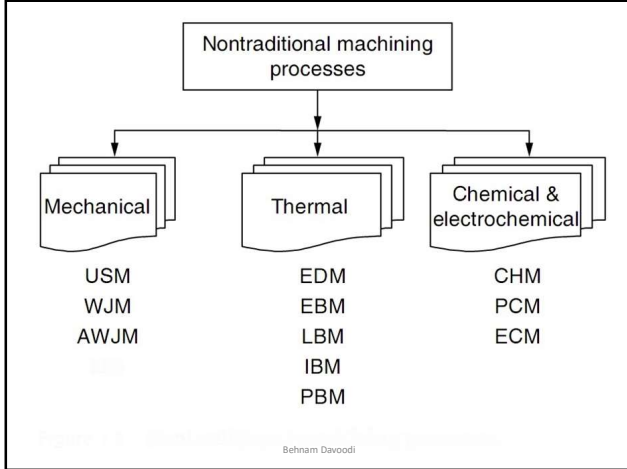 Nontraditional machining
processes
Mechanical
Thermal
Chemical &
electrochemical
USM
WJM
AWJM
EDM
EBM
LBM
IBM
PBM
CHM
PCM
ECM
Behnam Davoodi